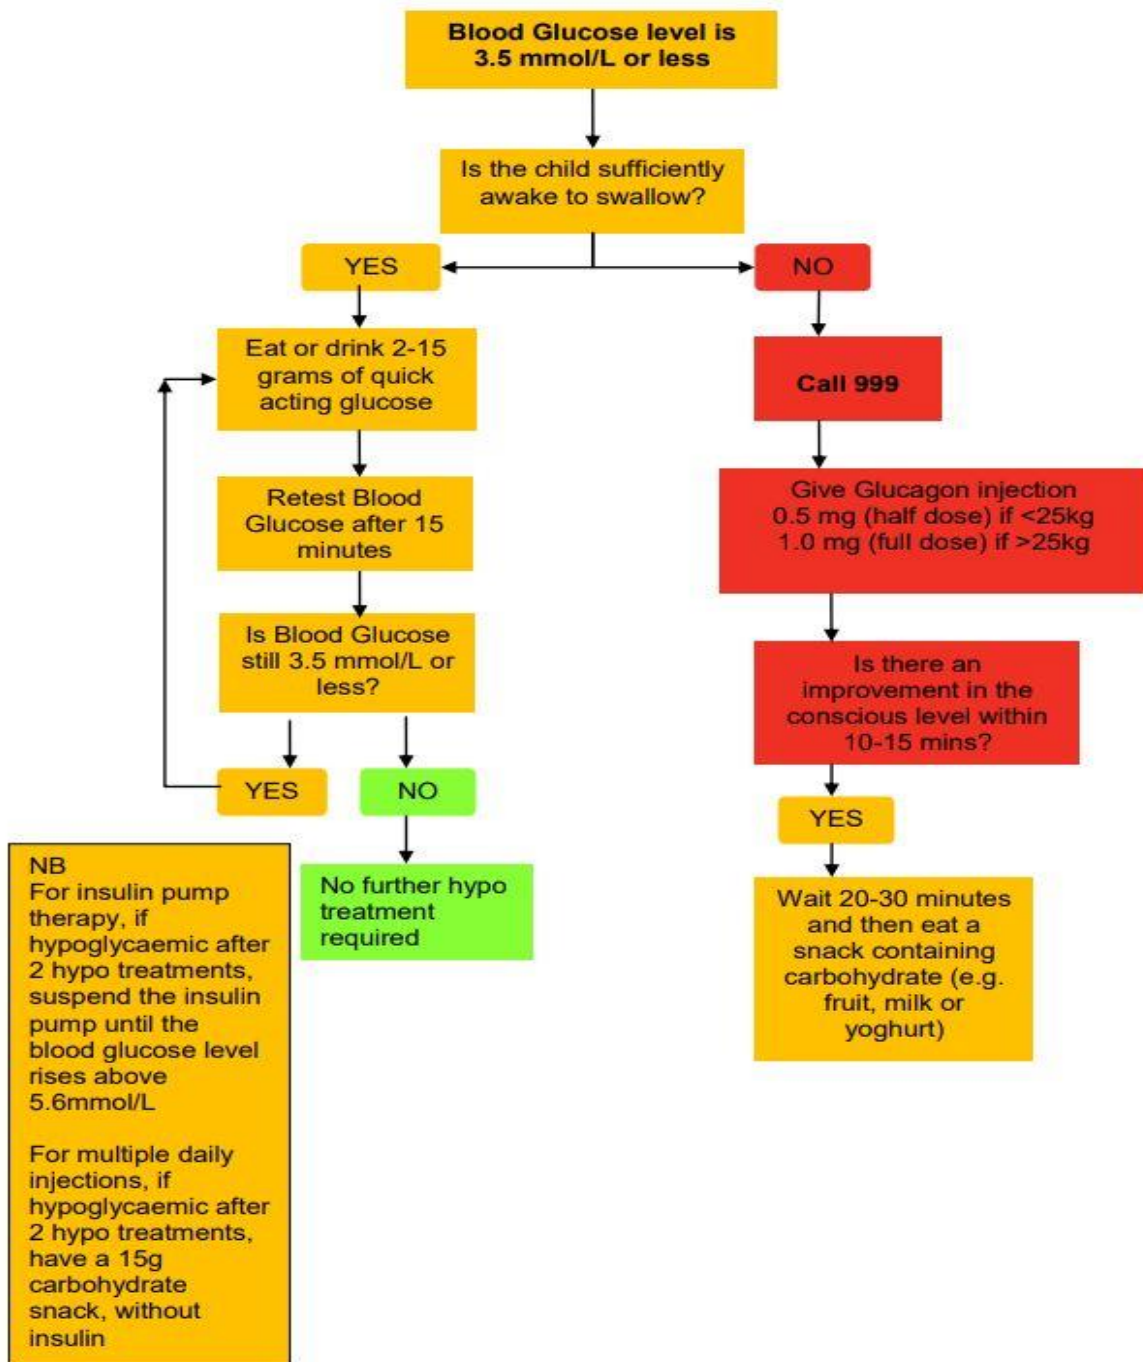 Blood Glucose level is
3.5 mmol/L or less
Is the child sufficiently
awake to swallow?
YES
NO
Eat or drink 2-15
grams of quick
acting glucose
Call 999
Retest Blood
Glucose after 15
minutes
Give Glucagon injection
0.5 mg (half dose) if <25kg
1.0 mg (full dose) if >25kg
Is Blood Glucose
still 3.5 mmol/L or
less?
Is there an
improvement in the
conscious level within
10-15 mins?
YES
NO
YES
No further hypo
treatment
required
Wait 20-30 minutes
and then eat a
snack containing
carbohydrate (e.g.
fruit, milk or
yoghurt)
NB
For insulin pump
therapy, if
hypoglycaemic after
2 hypo treatments,
suspend the insulin
pump until the
blood glucose level
rises above
5.6mmol/L
For multiple daily
injections, if
hypoglycaemic after
2 hypo treatments,
have a 15g
carbohydrate
snack, without
insulin